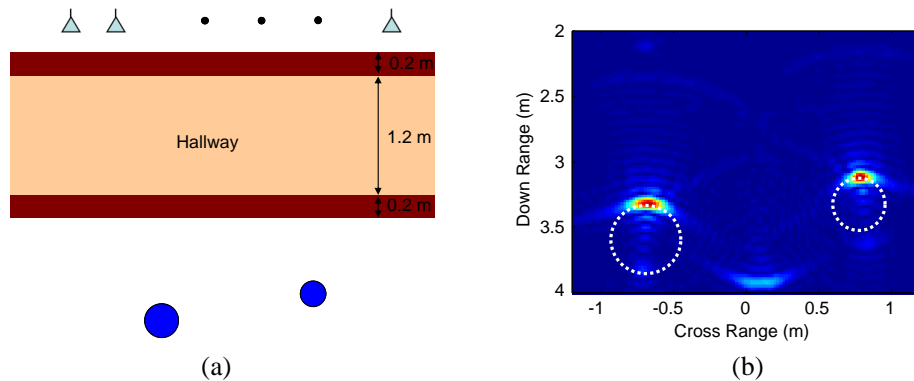 0.2 m
1.2 m
Hallway
0.2 m
(a)
2
2.5
3
3.5
4
Down Range (m)
-1
-0.5
0
0.5
1
Cross Range (m)
(b)